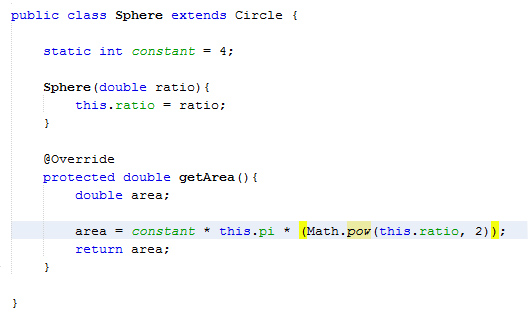 public class Sphere extends Circle {
static int constant = 4;
Sphere(double ratio){
this.ratio = ratio;
}
@Override
protected double getArea(){
double area;
area = constant * this.pi * (Math.pow(this.ratio, 2));
return area;
}
}